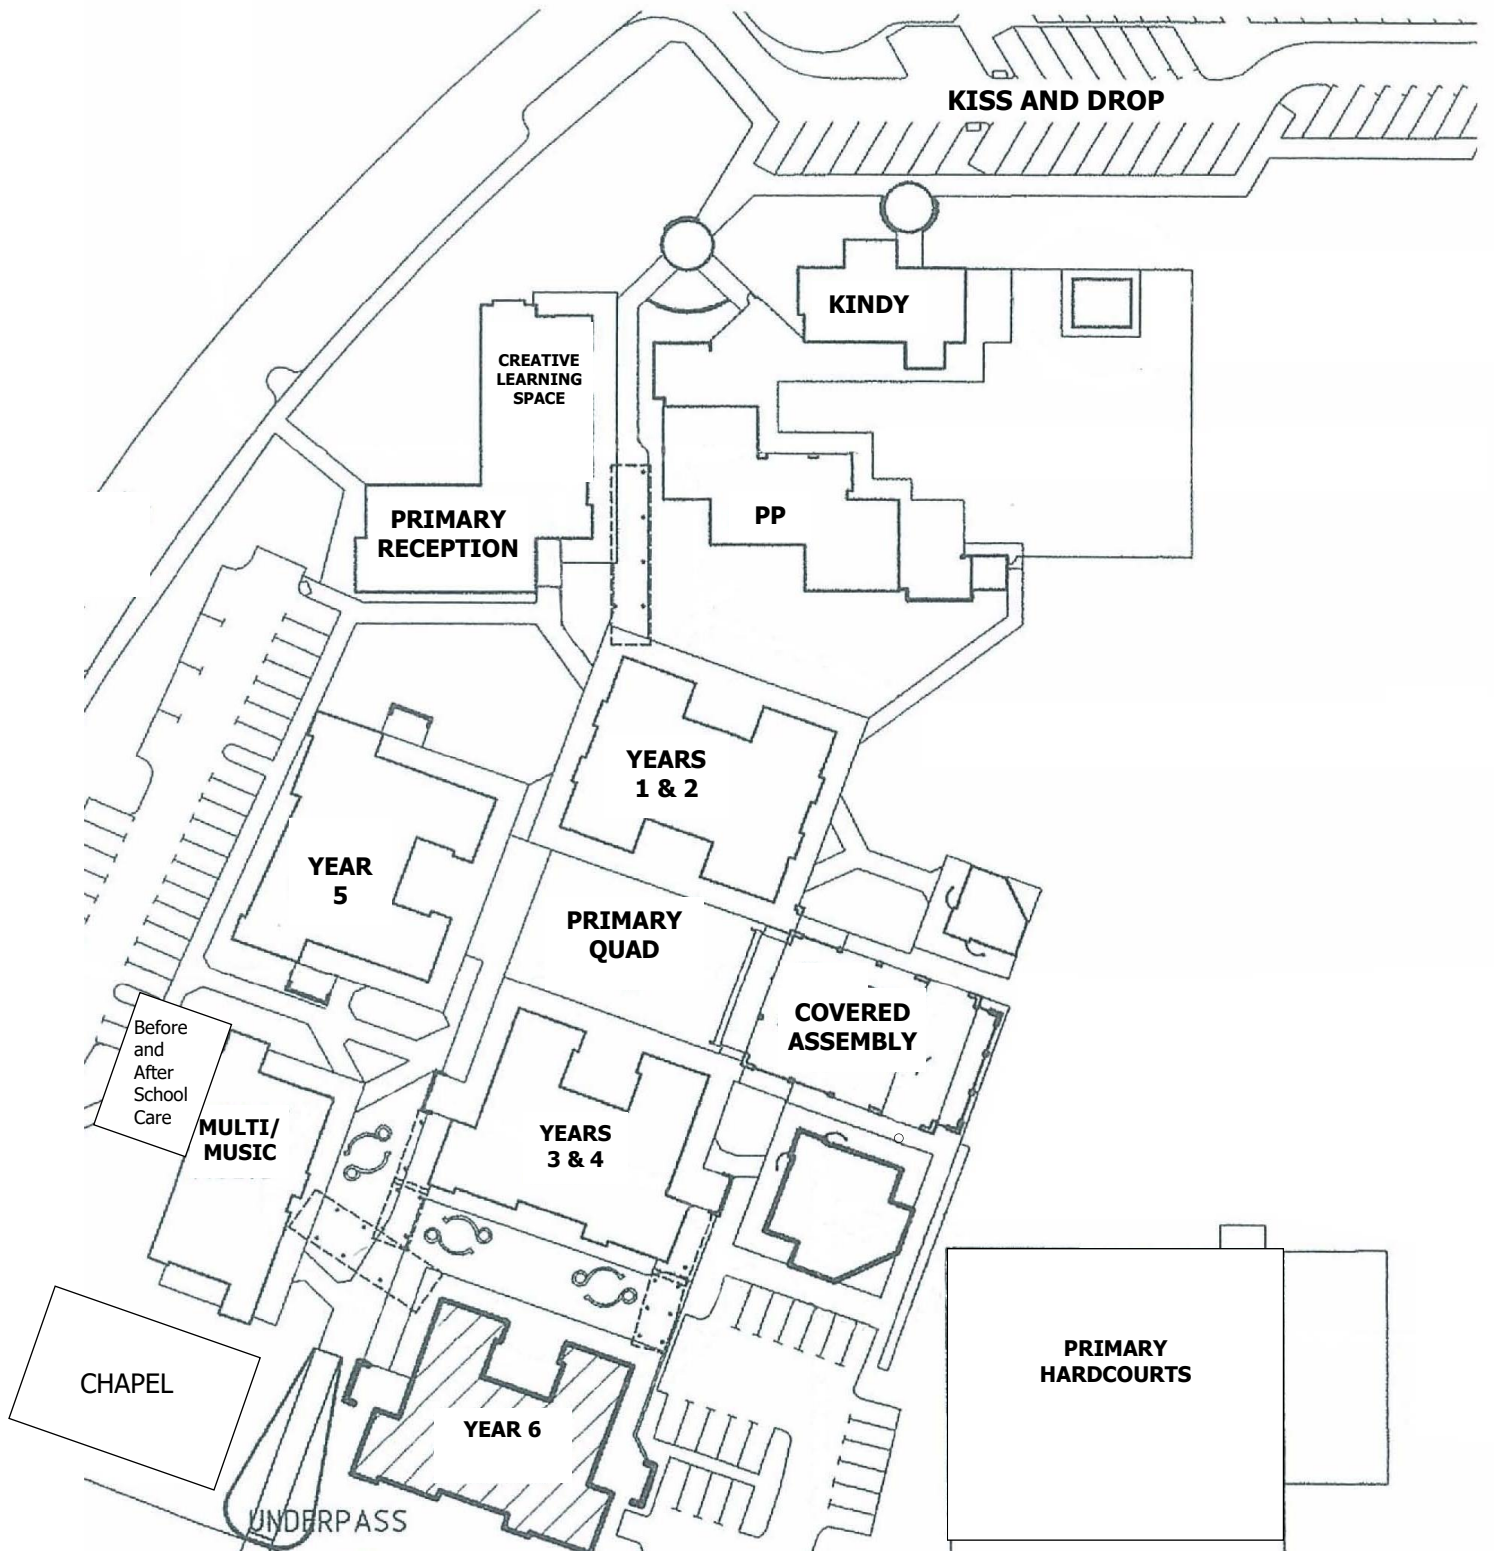 KISS AND DROP
KINDY
CREATIVE
LEARNING
SPACE
PRIMARY
RECEPTION
PP
YEARS
1 & 2
YEAR
5
PRIMARY
QUAD
COVERED
ASSEMBLY
Before
and
After
School
Care
MULTI/
MUSIC
YEARS
3 & 4
PRIMARY
HARDCOURTS
CHAPEL
YEAR 6
UNDERPASS